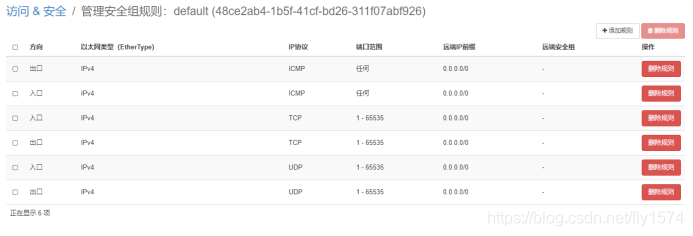 访问 & 安全 / 管理安全组规则：default (48ce2ab4-1b5f-41cf-bd26-311f07abf926)
+ 添加规则 删除规则
方向 以太网类型（EtherType） IP协议 端口范围 远端IP前缀 远端安全组 操作
出口 IPv4 ICMP 任何 0.0.0.0/0 - 删除规则
入口 IPv4 ICMP 任何 0.0.0.0/0 - 删除规则
入口 IPv4 TCP 1 - 65535 0.0.0.0/0 - 删除规则
出口 IPv4 TCP 1 - 65535 0.0.0.0/0 - 删除规则
入口 IPv4 UDP 1 - 65535 0.0.0.0/0 - 删除规则
出口 IPv4 UDP 1 - 65535 0.0.0.0/0 - 删除规则
正在显示 6 项
https://blog.csdn.net/fly1574